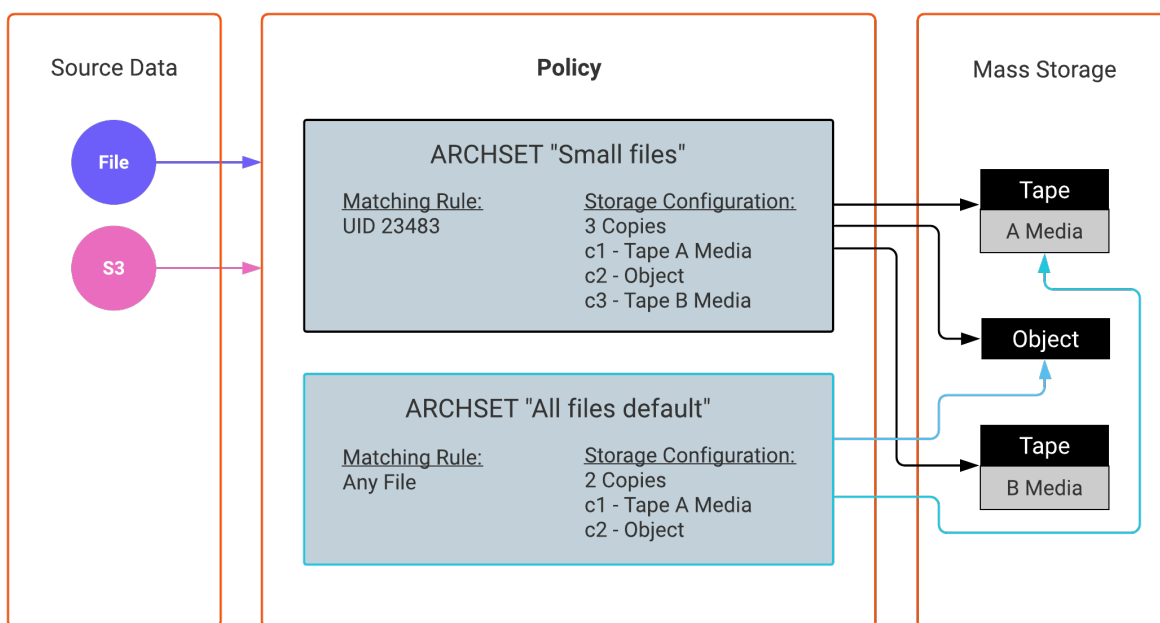 Source Data
File
S3
Policy
ARCHSET "Small files"
Matching Rule:
UID 23483
Storage Configuration:
3 Copies
c1 - Tape A Media
c2 - Object
c3 - Tape B Media
ARCHSET "All files default"
Matching Rule:
Any File
Storage Configuration:
2 Copies
c1 - Tape A Media
c2 - Object
Mass Storage
Tape
A Media
Object
Tape
B Media